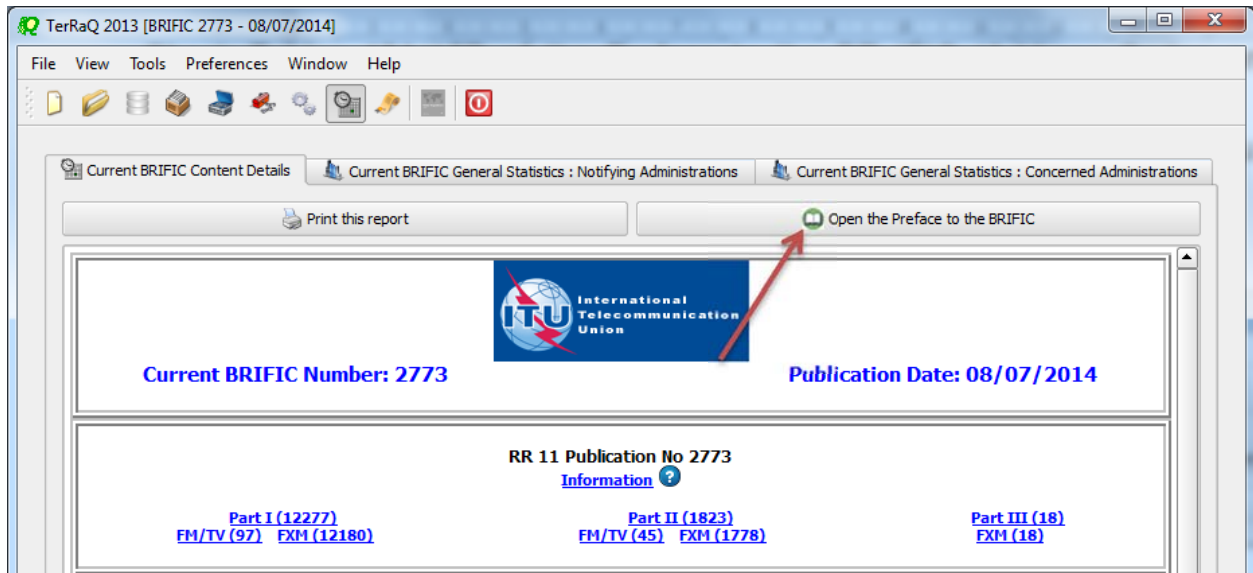 TerRaQ 2013 [BRIFIC 2773 - 08/07/2014]
File View Tools Preferences Window Help
Current BRIFIC Content Details Current BRIFIC General Statistics : Notifying Administrations Current BRIFIC General Statistics : Concerned Administrations
Print this report Open the Preface to the BRIFIC
ITU
International
Telecommunication
Union
Current BRIFIC Number: 2773 Publication Date: 08/07/2014
RR 11 Publication No 2773
Information ?
Part I (12277) Part II (1823) Part III (18)
FM/TV (97) FXM (12180) FM/TV (45) FXM (1778) FXM (18)